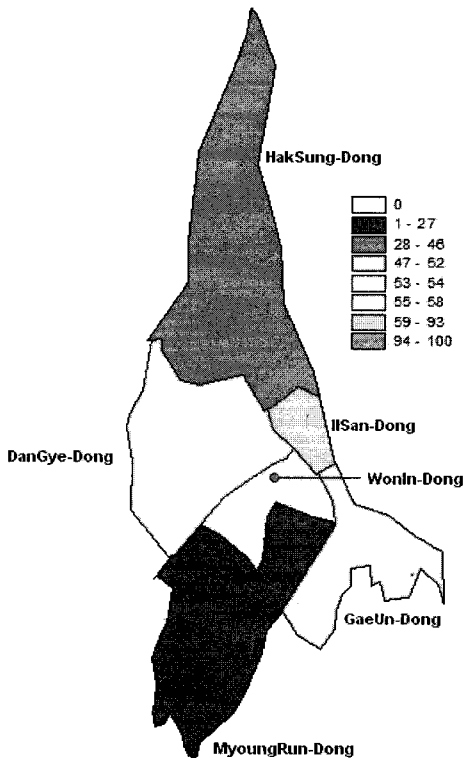 HakSung-Dong
0
1 - 27
28 - 46
47 - 52
53 - 54
55 - 58
59 - 93
94 - 100
IlSan-Dong
DanGye-Dong
WonIn-Dong
GaeUn-Dong
MyoungRun-Dong